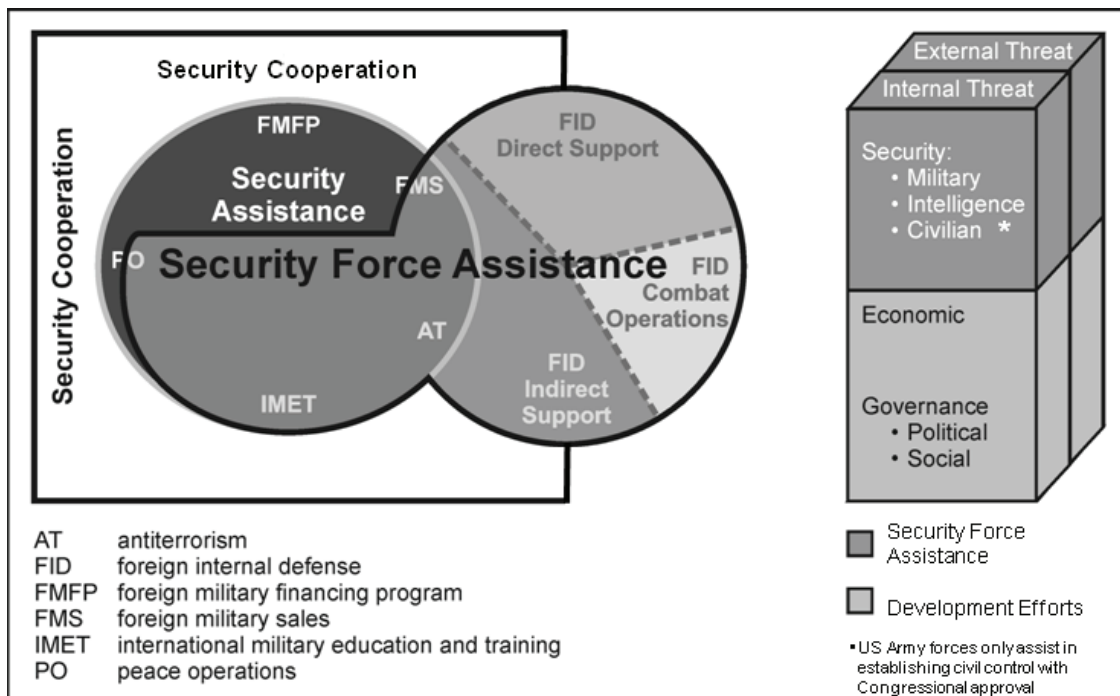 Security Cooperation
Security Cooperation
FMFP
Security
Assistance
FMS
PO
Security Force Assistance
AT
IMET
FID
Direct Support
FID
Combat
Operations
FID
Indirect
Support
External Threat
Internal Threat
Security:
• Military
• Intelligence
• Civilian *
Economic
Governance
• Political
• Social
Security Force
Assistance
Development Efforts
• US Army forces only assist in
establishing civil control with
Congressional approval
AT antiterrorism
FID foreign internal defense
FMFP foreign military financing program
FMS foreign military sales
IMET international military education and training
PO peace operations